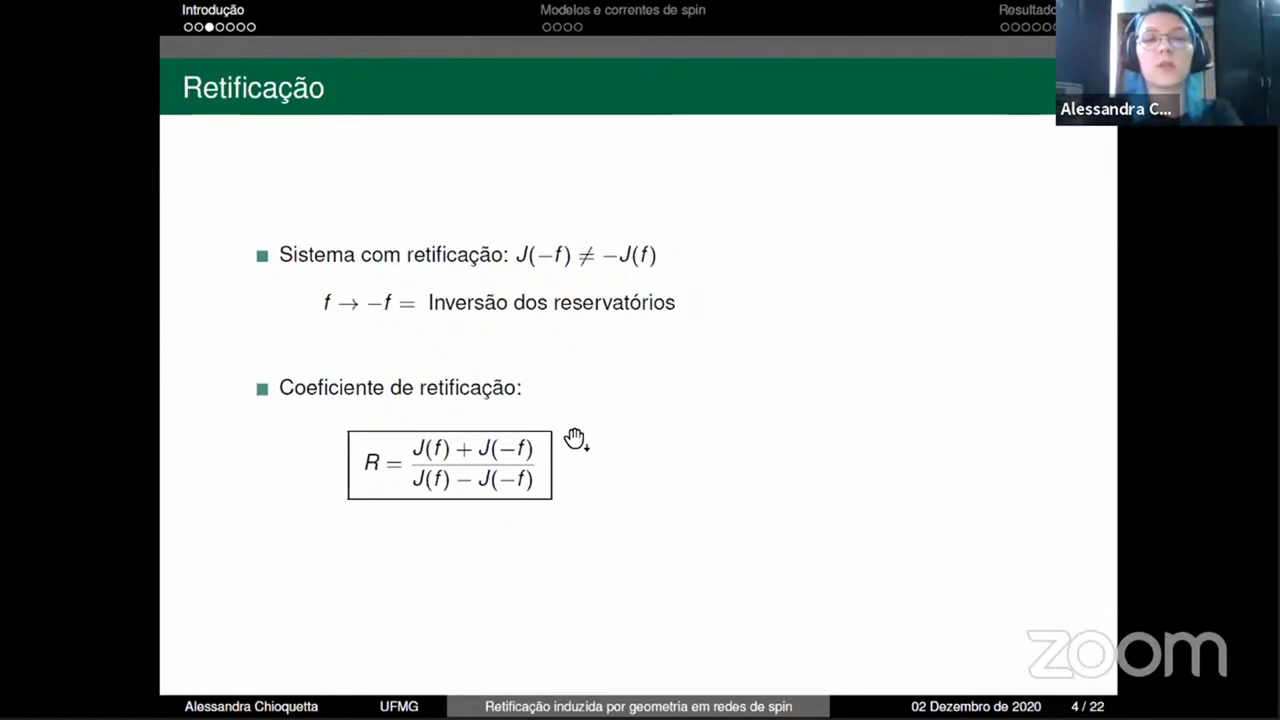 Introdução
Modelos e correntes de spin
Resultado
Alessandra C...
Retificação
Sistema com retificação: J(−f) ≠ −J(f)
f → −f = Inversão dos reservatórios
Coeficiente de retificação:
R = J(f) + J(−f)
J(f) − J(−f)
zoom
Alessandra Chioquetta
UFMG
Retificação induzida por geometria em redes de spin
02 Dezembro de 2020
4 / 22